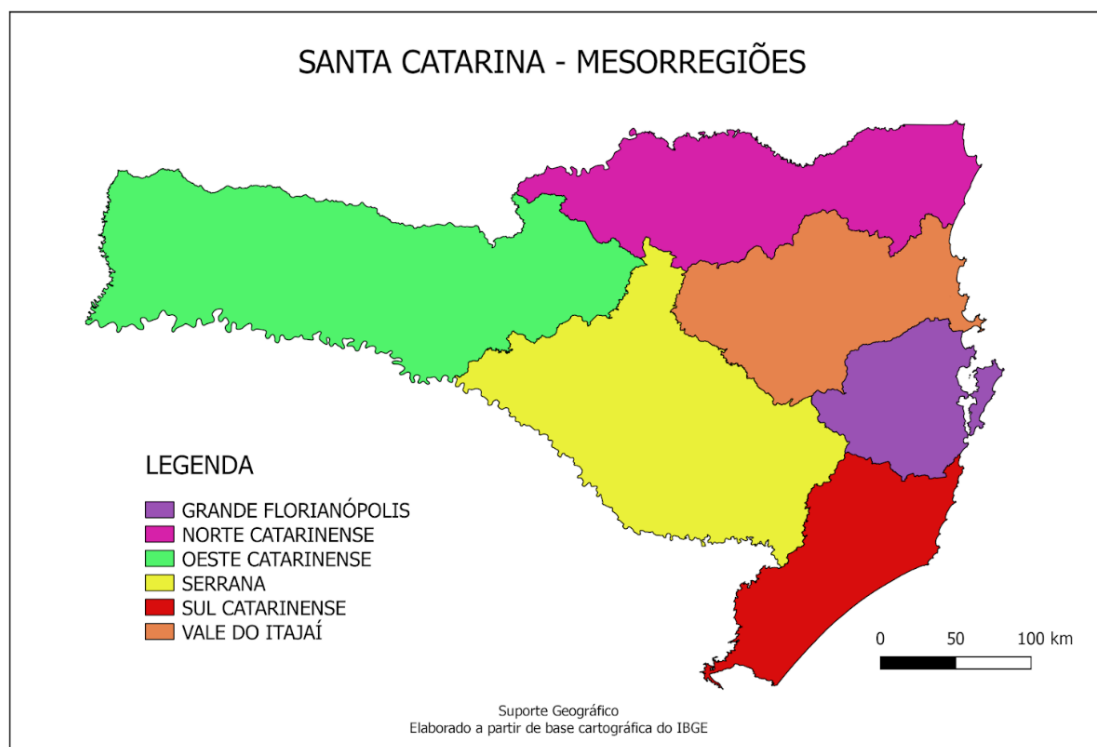 SANTA CATARINA - MESORREGIÕES
LEGENDA
GRANDE FLORIANÓPOLIS
NORTE CATARINENSE
OESTE CATARINENSE
SERRANA
SUL CATARINENSE
VALE DO ITAJAÍ
0 50 100 km
Suporte Geográfico
Elaborado a partir de base cartográfica do IBGE